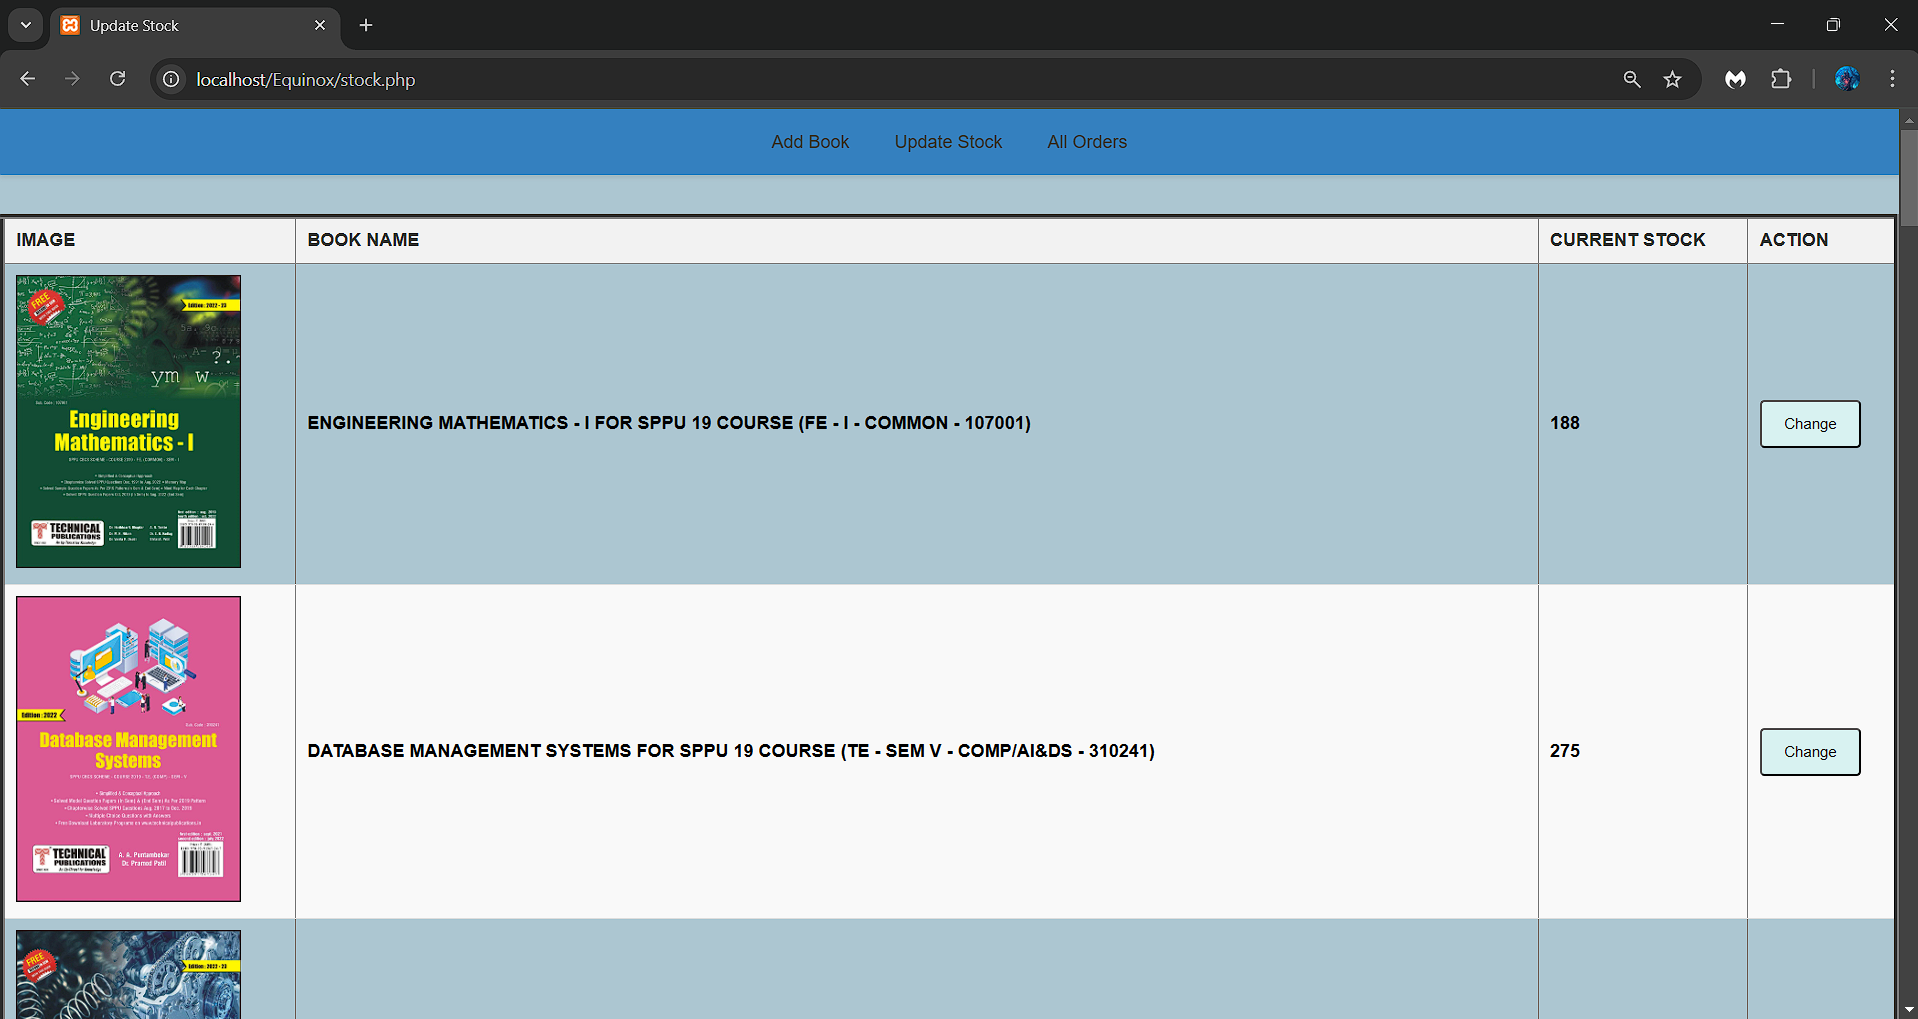 Update Stock
localhost/Equinox/stock.php
Add Book Update Stock All Orders
IMAGE BOOK NAME CURRENT STOCK ACTION
FREE
Edition : 2022 - 23
?.
ym_w
Engineering
Mathematics - I
TECHNICAL
PUBLICATIONS
ENGINEERING MATHEMATICS - I FOR SPPU 19 COURSE (FE - I - COMMON - 107001) 188 Change
Edition : 2022
Database Management
Systems
TECHNICAL
PUBLICATIONS
A. A. Puntambekar
Dr. Pramod Patil
DATABASE MANAGEMENT SYSTEMS FOR SPPU 19 COURSE (TE - SEM V - COMP/AI&DS - 310241) 275 Change
FREE
Edition : 2022 - 23